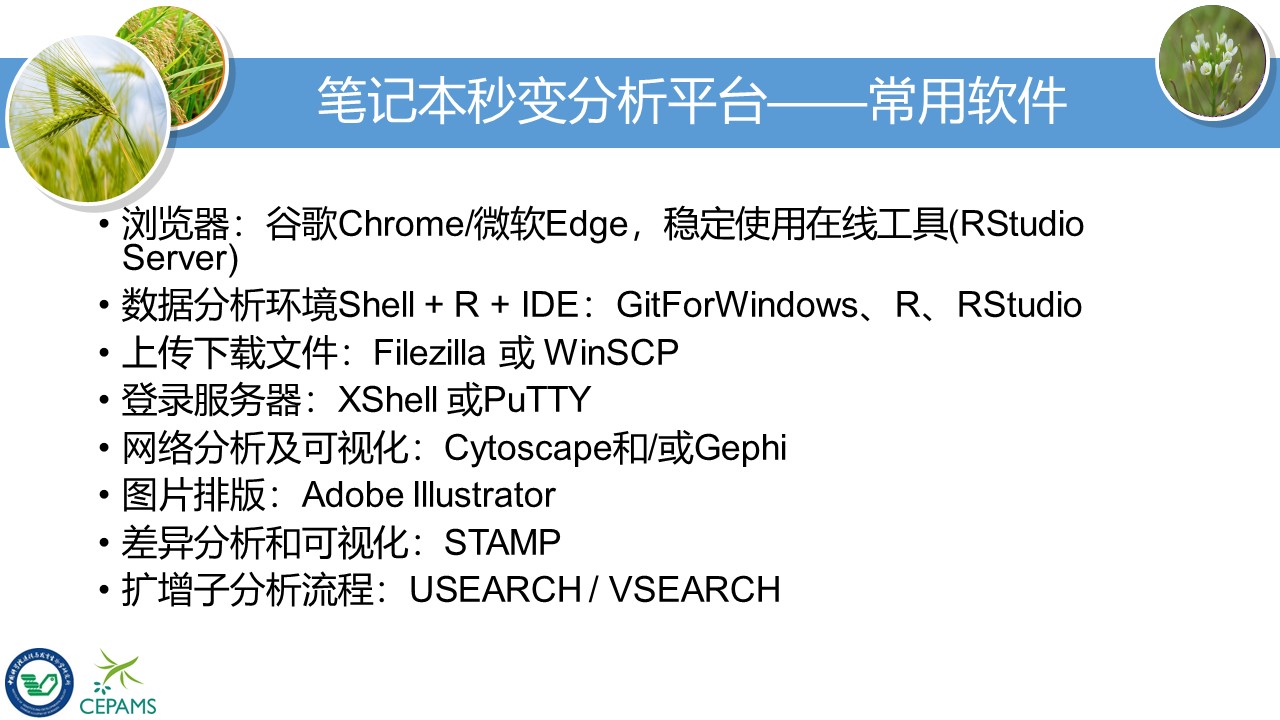 笔记本秒变分析平台——常用软件
• 浏览器：谷歌Chrome/微软Edge，稳定使用在线工具(RStudio
Server)
• 数据分析环境Shell + R + IDE：GitForWindows、R、RStudio
• 上传下载文件：Filezilla 或 WinSCP
• 登录服务器：XShell 或PuTTY
• 网络分析及可视化：Cytoscape和/或Gephi
• 图片排版：Adobe Illustrator
• 差异分析和可视化：STAMP
• 扩增子分析流程：USEARCH / VSEARCH
CEPAMS